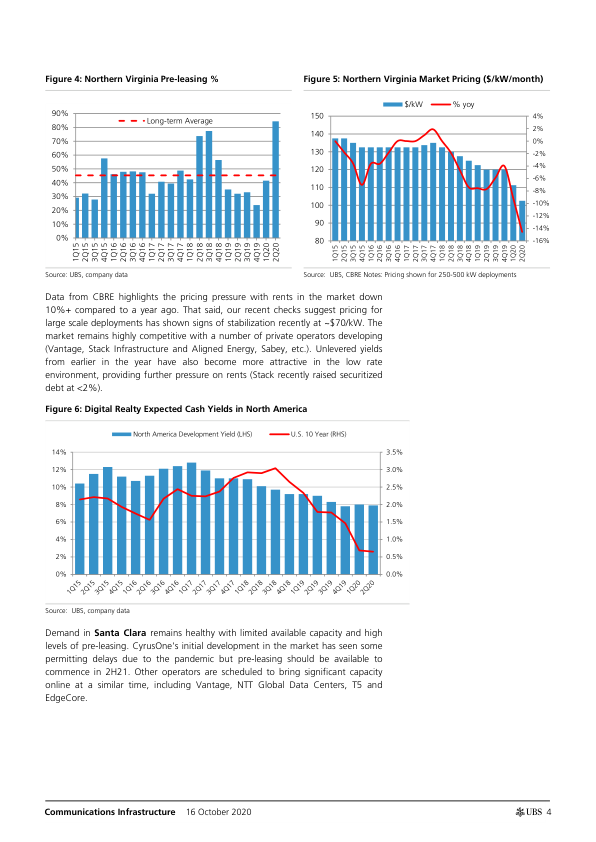 Figure 4: Northern Virginia Pre-leasing %
90%
80%
70%
60%
50%
40%
30%
20%
10%
0%
Long-term Average
1Q15
2Q15
3Q15
4Q15
1Q16
2Q16
3Q16
4Q16
1Q17
2Q17
3Q17
4Q17
1Q18
2Q18
3Q18
4Q18
1Q19
2Q19
3Q19
4Q19
1Q20
2Q20
Source: UBS, company data
Figure 5: Northern Virginia Market Pricing ($/kW/month)
$/kW
% yoy
150
140
130
120
110
100
90
80
4%
2%
0%
-2%
-4%
-6%
-8%
-10%
-12%
-14%
-16%
1Q15
2Q15
3Q15
4Q15
1Q16
2Q16
3Q16
4Q16
1Q17
2Q17
3Q17
4Q17
1Q18
2Q18
3Q18
4Q18
1Q19
2Q19
3Q19
4Q19
1Q20
2Q20
Source: UBS, CBRE Notes: Pricing shown for 250-500 kW deployments
Data from CBRE highlights the pricing pressure with rents in the market down
10%+ compared to a year ago. That said, our recent checks suggest pricing for
large scale deployments has shown signs of stabilization recently at ~$70/kW. The
market remains highly competitive with a number of private operators developing
(Vantage, Stack Infrastructure and Aligned Energy, Sabey, etc.). Unlevered yields
from earlier in the year have also become more attractive in the low rate
environment, providing further pressure on rents (Stack recently raised securitized
debt at <2%).
Figure 6: Digital Realty Expected Cash Yields in North America
North America Development Yield (LHS)
U.S. 10 Year (RHS)
14%
12%
10%
8%
6%
4%
2%
0%
3.5%
3.0%
2.5%
2.0%
1.5%
1.0%
0.5%
0.0%
1Q15
2Q15
3Q15
4Q15
1Q16
2Q16
3Q16
4Q16
1Q17
2Q17
3Q17
4Q17
1Q18
2Q18
3Q18
4Q18
1Q19
2Q19
3Q19
4Q19
1Q20
2Q20
Source: UBS, company data
Demand in Santa Clara remains healthy with limited available capacity and high
levels of pre-leasing. CyrusOne's initial development in the market has seen some
permitting delays due to the pandemic but pre-leasing should be available to
commence in 2H21. Other operators are scheduled to bring significant capacity
online at a similar time, including Vantage, NTT Global Data Centers, T5 and
EdgeCore.
Communications Infrastructure 16 October 2020
UBS 4